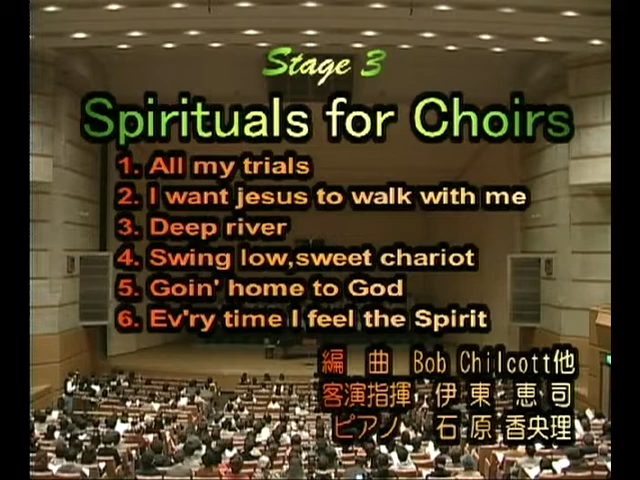 Stage 3
Spirituals for Choirs
1. All my trials
2. I want jesus to walk with me
3. Deep river
4. Swing low,sweet chariot
5. Goin' home to God
6. Ev'ry time I feel the Spirit
編 曲 Bob Chilcott他
客演指揮 伊 東 恵 司
ピアノ 石 原 香央理